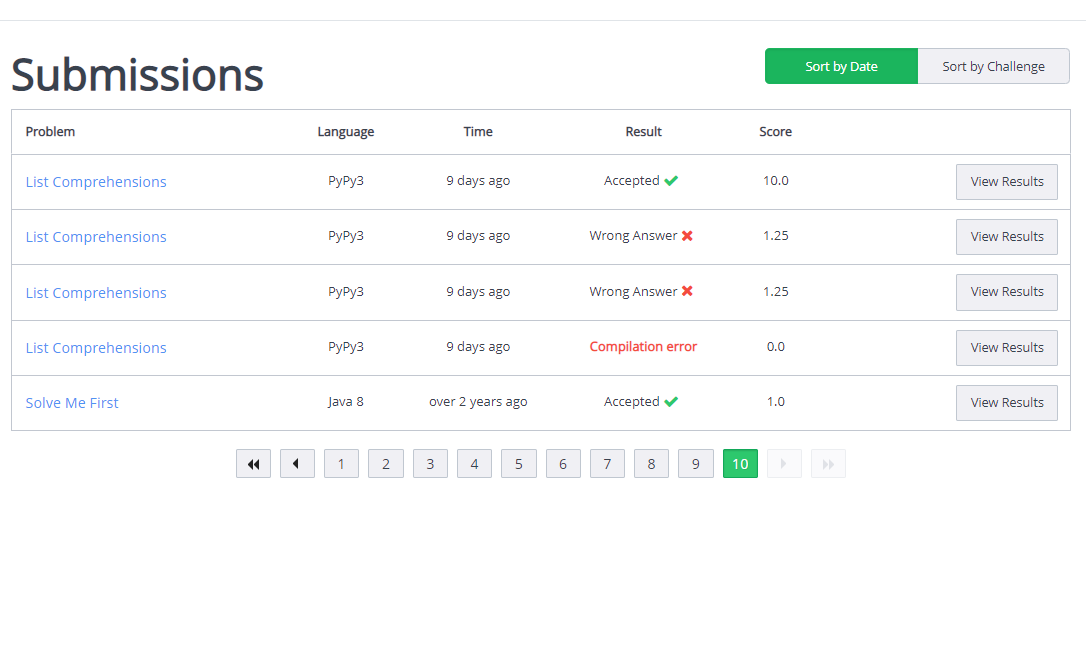 Submissions
Sort by Date Sort by Challenge
Problem Language Time Result Score
List Comprehensions PyPy3 9 days ago Accepted 10.0 View Results
List Comprehensions PyPy3 9 days ago Wrong Answer 1.25 View Results
List Comprehensions PyPy3 9 days ago Wrong Answer 1.25 View Results
List Comprehensions PyPy3 9 days ago Compilation error 0.0 View Results
Solve Me First Java 8 over 2 years ago Accepted 1.0 View Results
1 2 3 4 5 6 7 8 9 10